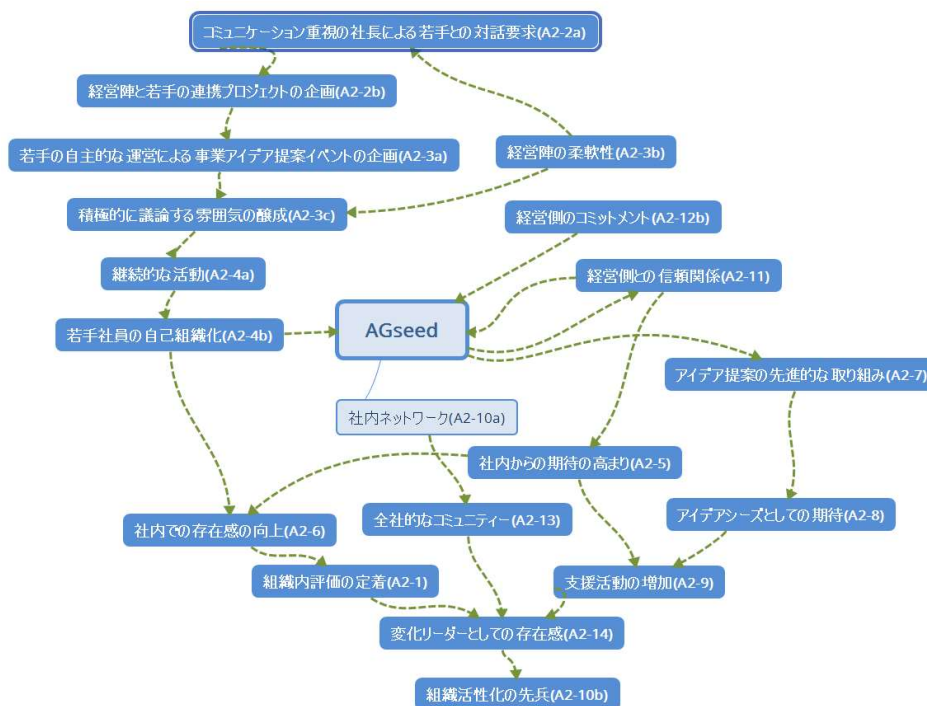 コミュニケーション重視の社長による若手との対話要求(A2-2a)
経営陣と若手の連携プロジェクトの企画(A2-2b)
若手の自主的な運営による事業アイデア提案イベントの企画(A2-3a)
経営陣の柔軟性(A2-3b)
積極的に議論する雰囲気の醸成(A2-3c)
経営側のコミットメント(A2-12b)
継続的な活動(A2-4a)
経営側との信頼関係(A2-11)
若手社員の自己組織化(A2-4b)
AGseed
アイデア提案の先進的な取り組み(A2-7)
社内ネットワーク(A2-10a)
社内からの期待の高まり(A2-5)
社内での存在感の向上(A2-6)
全社的なコミュニティー(A2-13)
アイデアシーズとしての期待(A2-8)
組織内評価の定着(A2-1)
支援活動の増加(A2-9)
変化リーダーとしての存在感(A2-14)
組織活性化の先兵(A2-10b)